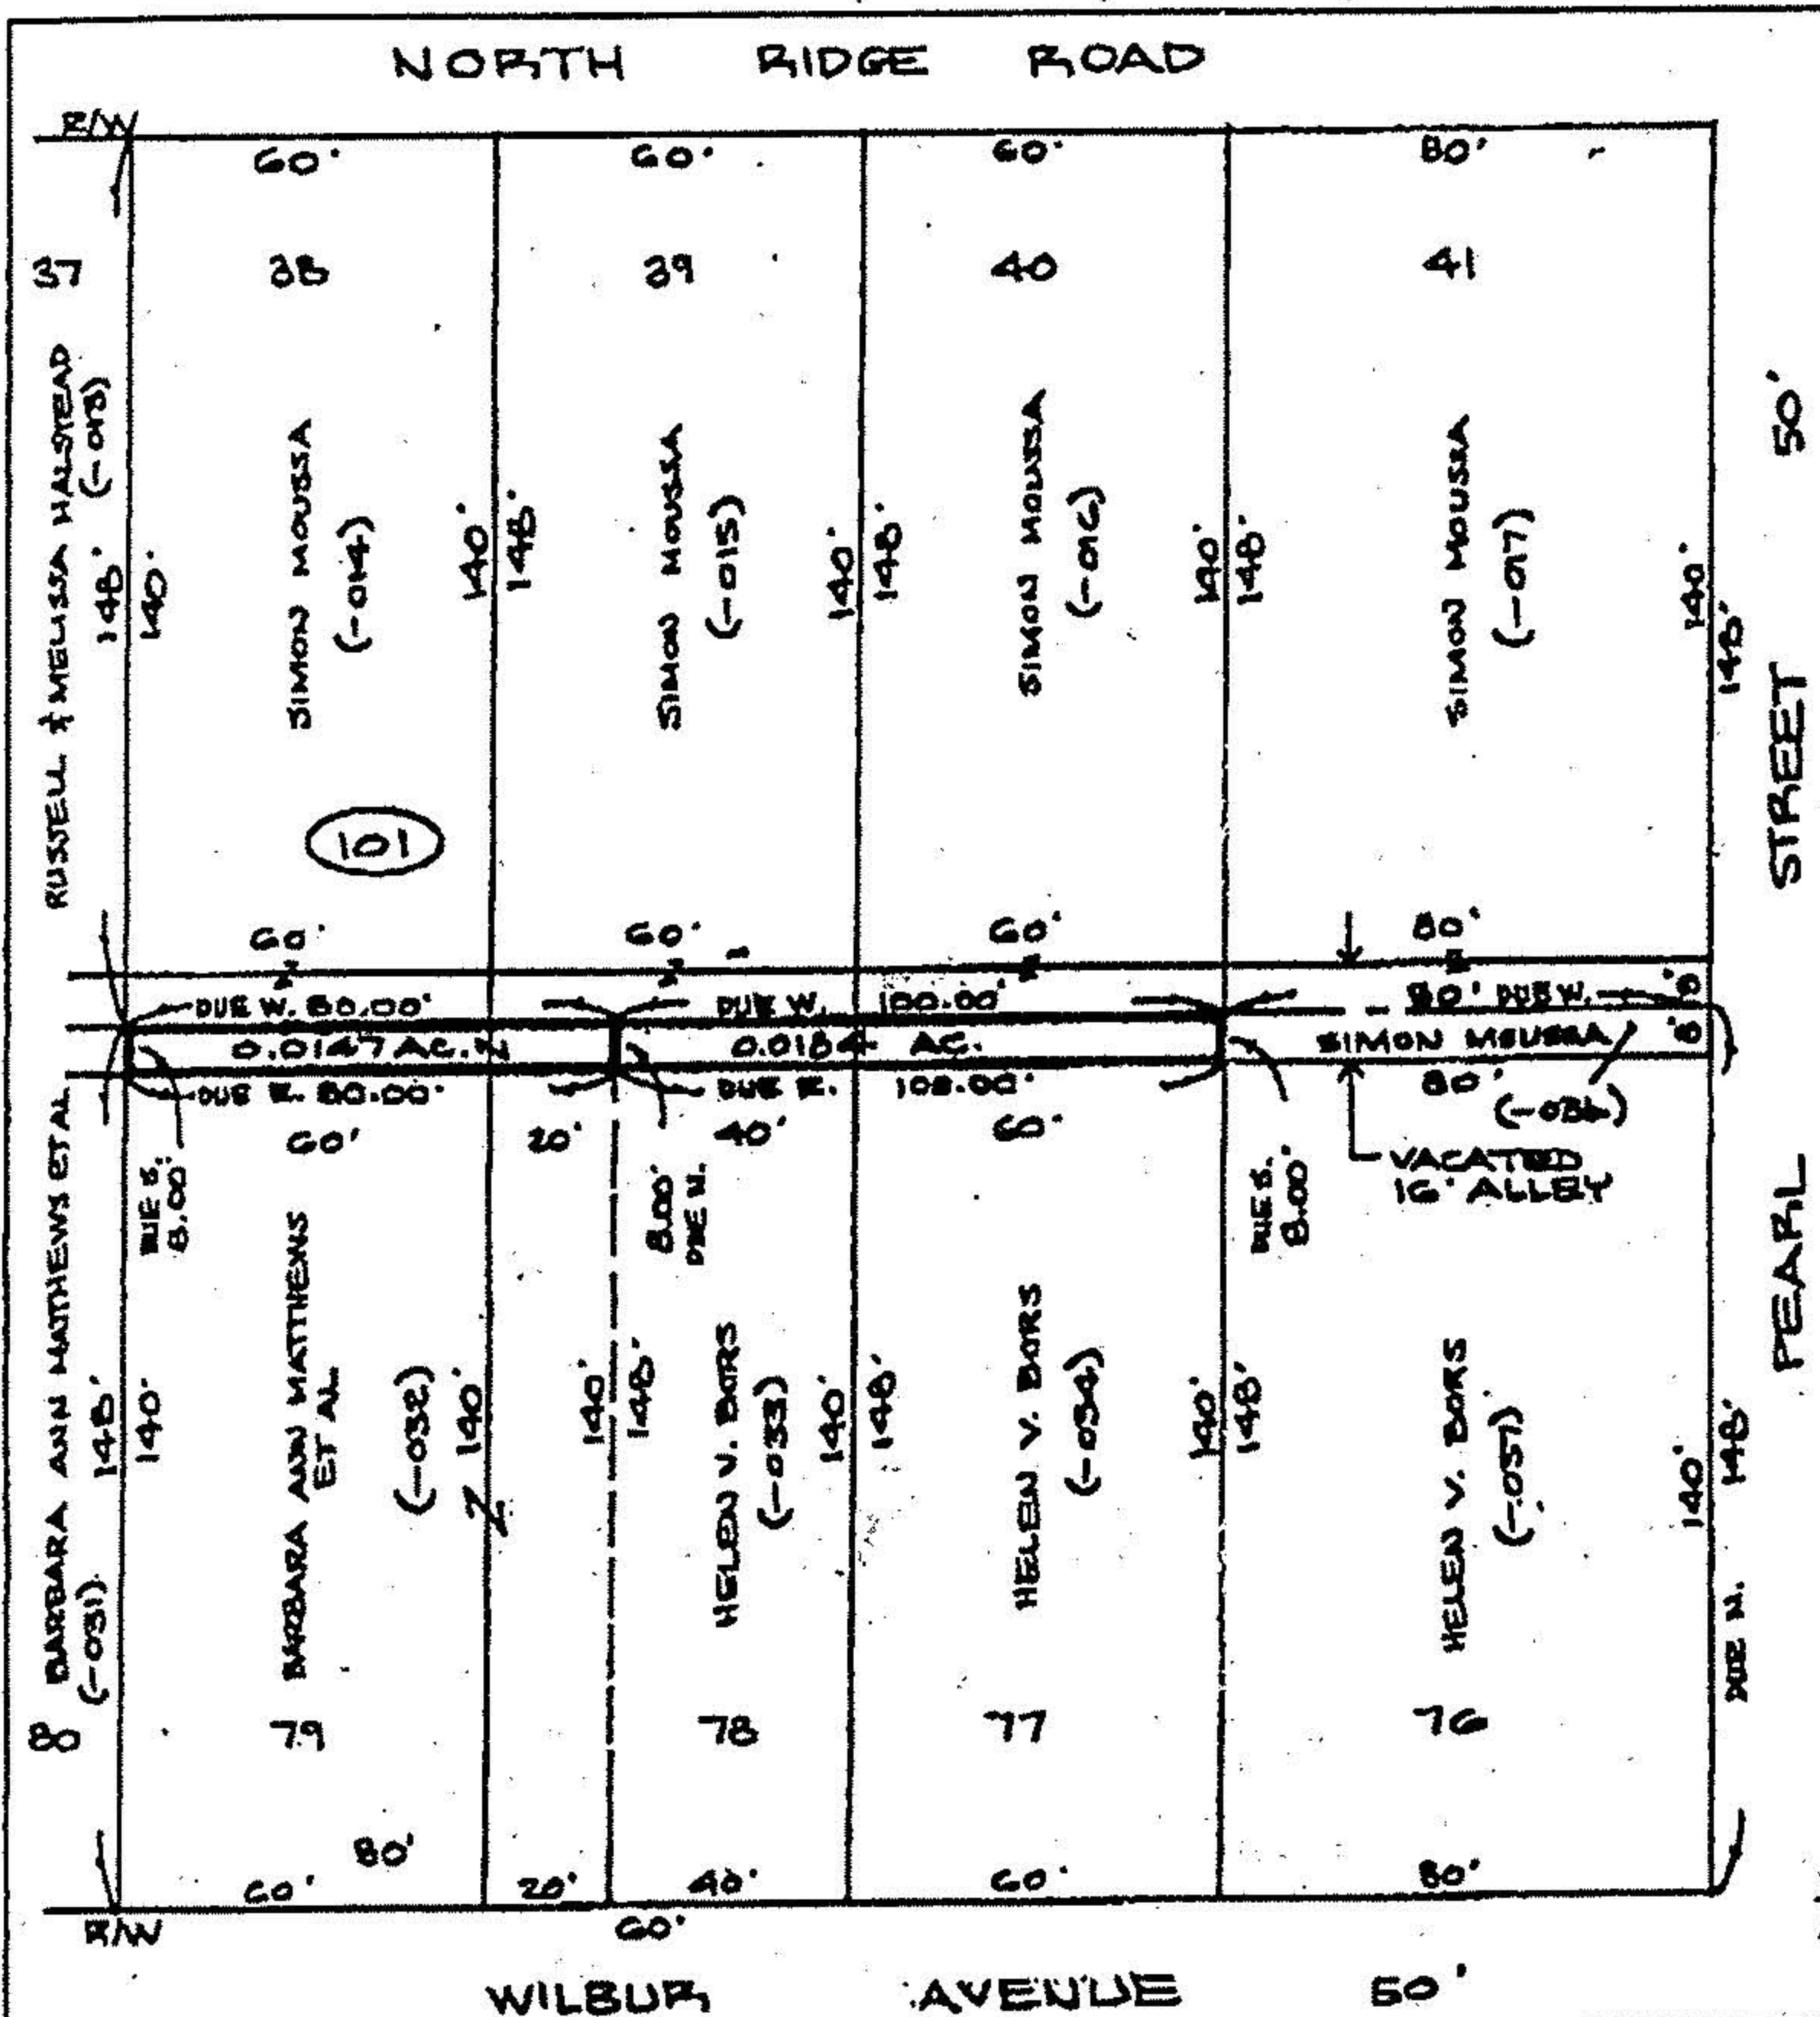 NORTH RIDGE ROAD
R/W
60' 60' 60' 80'
37 38 39 40 41
RUSSELL & MELISSA HALSTEAD
(-013)
148' 140'
SIMON MOUSSA
(-014)
140' 148'
SIMON MOUSSA
(-015)
140' 148'
SIMON MOUSSA
(-016)
140' 148'
SIMON MOUSSA
(-017)
140' 148'
PEARL STREET 50'
101
60' 60' 60' 80'
DUE W. 80.00' DUE W. 100.00' 80' DUE W. 8'
0.0147 AC. 0.0184 AC. SIMON MOUSSA 8'
DUE E. 80.00' DUE E. 100.00' 80' (-036)
60' 20' 40' 60'
DUE S.
8.00'
8.00'
DUE N.
DUE S.
8.00'
VACATED
16' ALLEY
BARBARA ANN MATHEWS ET AL
(-031)
148' 140'
BARBARA ANN MATTHEWS
ET AL
(-032)
140'
140' 148'
HELEN V. BORS
(-033)
140' 148'
HELEN V. BORS
(-034)
140' 148'
HELEN V. BORS
(-057)
140' 148'
DUE N.
80 79 78 77 76
80'
60' 20' 40' 60' 80'
R/W 60'
WILBUR AVENUE 50'